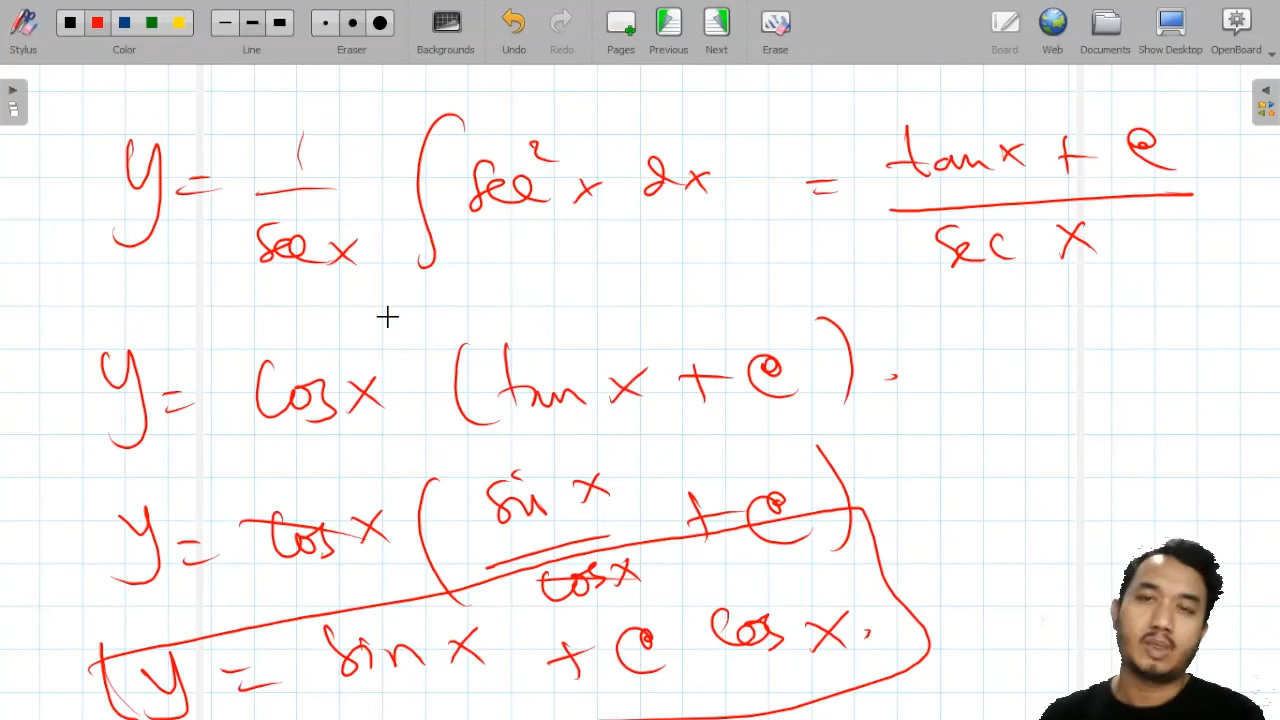 Stylus Color Line Eraser Backgrounds Undo Redo Pages Previous Next Erase Board Web Documents Show Desktop OpenBoard
y = 1/sec x ∫ sec² x dx = (tan x + c)/sec x
y = cos x (tan x + c).
y = cos x (sin x/cos x + c)
y = sin x + c cos x.